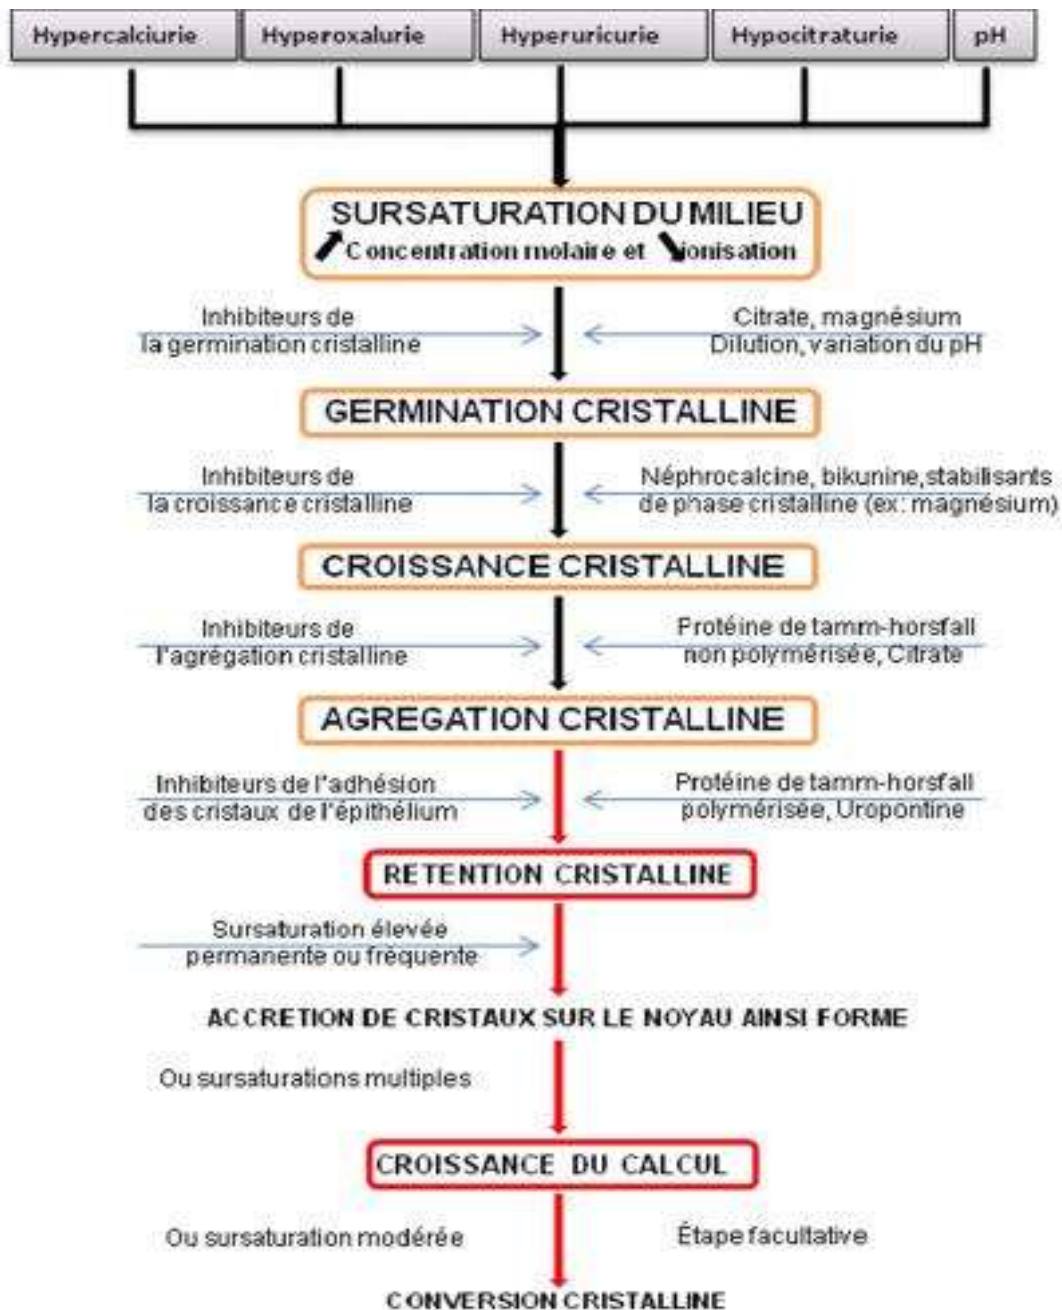 Hypercalciurie
Hyperoxalurie
Hyperuricurie
Hypocitraturie
pH
SURSATURATION DU MILIEU
Concentration molaire et ionisation
Inhibiteurs de
la germination cristalline
Citrate, magnésium
Dilution, variation du pH
GERMINATION CRISTALLINE
Inhibiteurs de
la croissance cristalline
Néphrocalcine, bikunine, stabilisants
de phase cristalline (ex: magnésium)
CROISSANCE CRISTALLINE
Inhibiteurs de
l'agrégation cristalline
Protéine de tamm-horsfall
non polymérisée, Citrate
AGREGATION CRISTALLINE
Inhibiteurs de l'adhésion
des cristaux de l'épithélium
Protéine de tamm-horsfall
polymérisée, Uropontine
RETENTION CRISTALLINE
Sursaturation élevée
permanente ou fréquente
ACCRETION DE CRISTAUX SUR LE NOYAU AINSI FORME
Ou sursaturations multiples
CROISSANCE DU CALCUL
Ou sursaturation modérée
Étape facultative
CONVERSION CRISTALLINE